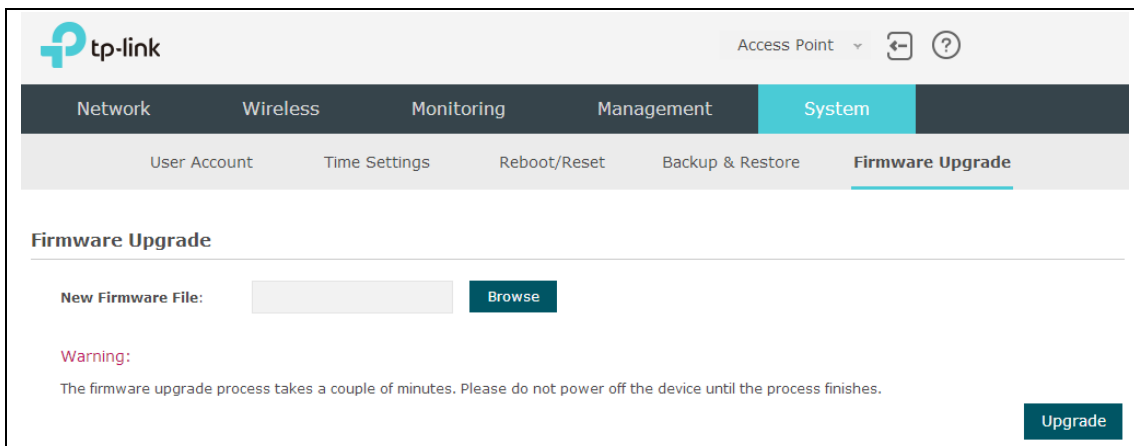 tp-link
Access Point
?
Network Wireless Monitoring Management System
User Account Time Settings Reboot/Reset Backup & Restore Firmware Upgrade
Firmware Upgrade
New Firmware File: Browse
Warning:
The firmware upgrade process takes a couple of minutes. Please do not power off the device until the process finishes.
Upgrade